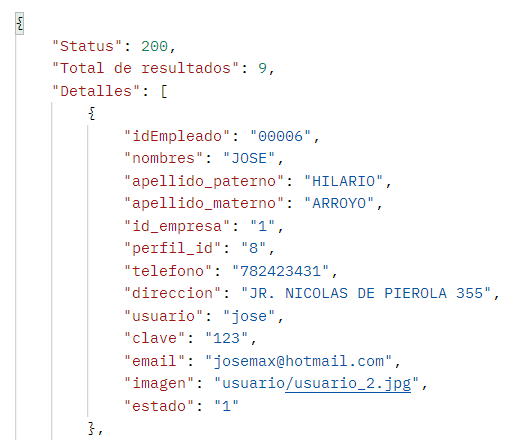 {
"Status": 200,
"Total de resultados": 9,
"Detalles": [
{
"idEmpleado": "00006",
"nombres": "JOSE",
"apellido_paterno": "HILARIO",
"apellido_materno": "ARROYO",
"id_empresa": "1",
"perfil_id": "8",
"telefono": "782423431",
"direccion": "JR. NICOLAS DE PIEROLA 355",
"usuario": "jose",
"clave": "123",
"email": "josemax@hotmail.com",
"imagen": "usuario/usuario_2.jpg",
"estado": "1"
},